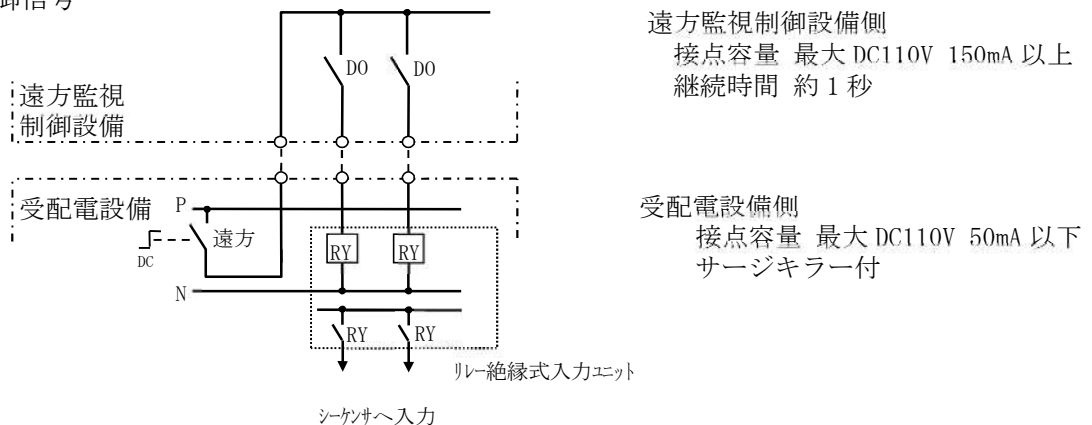 御信号
DO DO
遠方監視
制御設備
遠方監視制御設備側
接点容量 最大 DC110V 150mA 以上
継続時間 約1秒
受配電設備 P
遠方
DC
RY RY
N
RY RY
リレー絶縁式入力ユニット
シーケンサへ入力
受配電設備側
接点容量 最大 DC110V 50mA 以下
サージキラー付